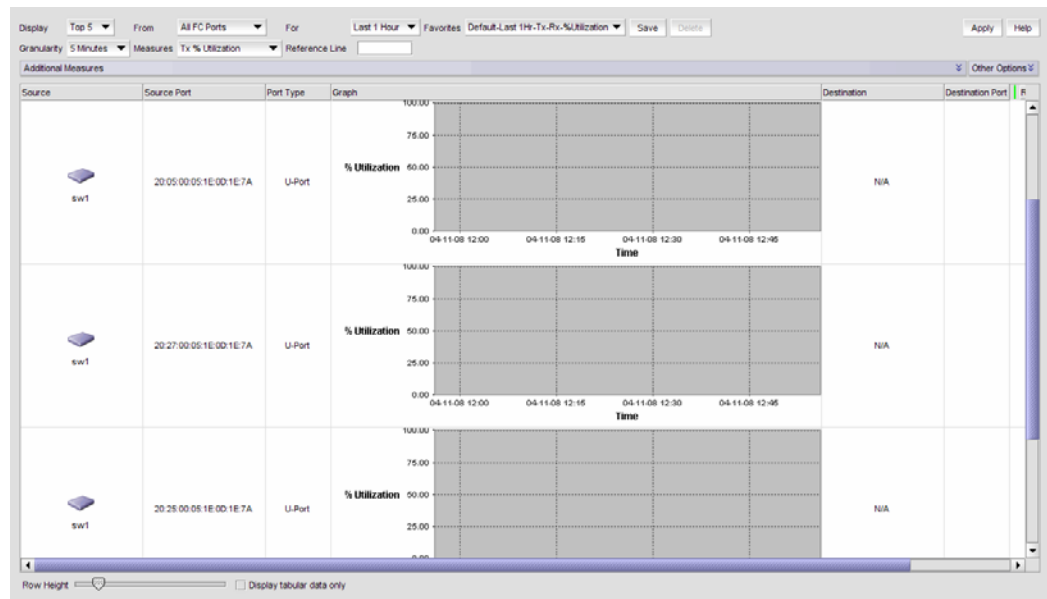 Display Top 5 From All FC Ports For Last 1 Hour Favorites Default-Last 1Hr-Tx-Rx-%Utilization Save Delete Apply Help
Granularity 5 Minutes Measures Tx % Utilization Reference Line
Additional Measures Other Options
Source Source Port Port Type Graph Destination Destination Port R
100.00
75.00
% Utilization 50.00
sw1 20:05:00:05:1E:0D:1E:7A U-Port N/A
25.00
0.00
04-11-08 12:00 04-11-08 12:15 04-11-08 12:30 04-11-08 12:45
Time
100.00
75.00
% Utilization 50.00
sw1 20:27:00:05:1E:0D:1E:7A U-Port N/A
25.00
0.00
04-11-08 12:00 04-11-08 12:15 04-11-08 12:30 04-11-08 12:45
Time
100.00
75.00
% Utilization 50.00
sw1 20:25:00:05:1E:0D:1E:7A U-Port N/A
25.00
0.00
Row Height Display tabular data only